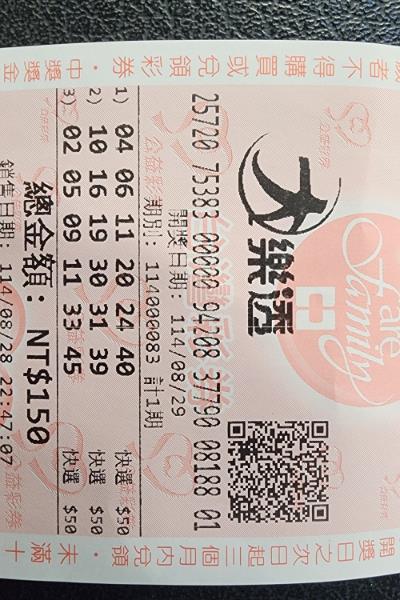 者不得購買或兌領彩券．中獎金
大樂透
are
family
公益彩券
25720 75383 00000 94208 37790 08188 01
開獎日期：114/08/29
期別：114000083 計1期
1) 04 06 11 20 24 40 快選 $50
2) 10 16 19 30 31 39 快選 $50
3) 02 05 09 11 33 45 快選 $50
總金額：NT$150
銷售日期：114/08/28 22:47:07
開獎日之次日起三個月內兌領．未滿十